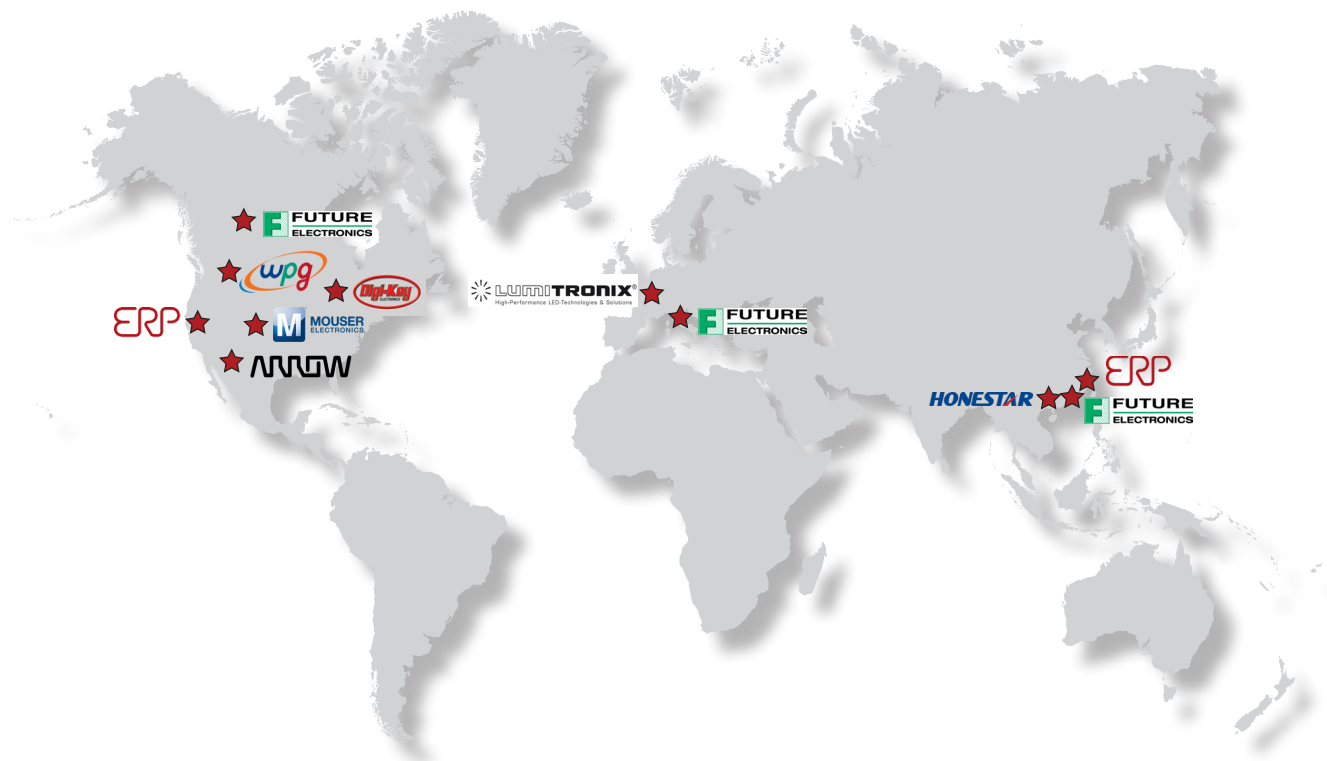 FUTURE
ELECTRONICS
wpg
Digi-Key
ELECTRONICS
LUMITRONIX®
High-Performance LED-Technologies & Solutions
ERP
M MOUSER
ELECTRONICS
F FUTURE
ELECTRONICS
ARROW
ERP
HONESTAR
F FUTURE
ELECTRONICS